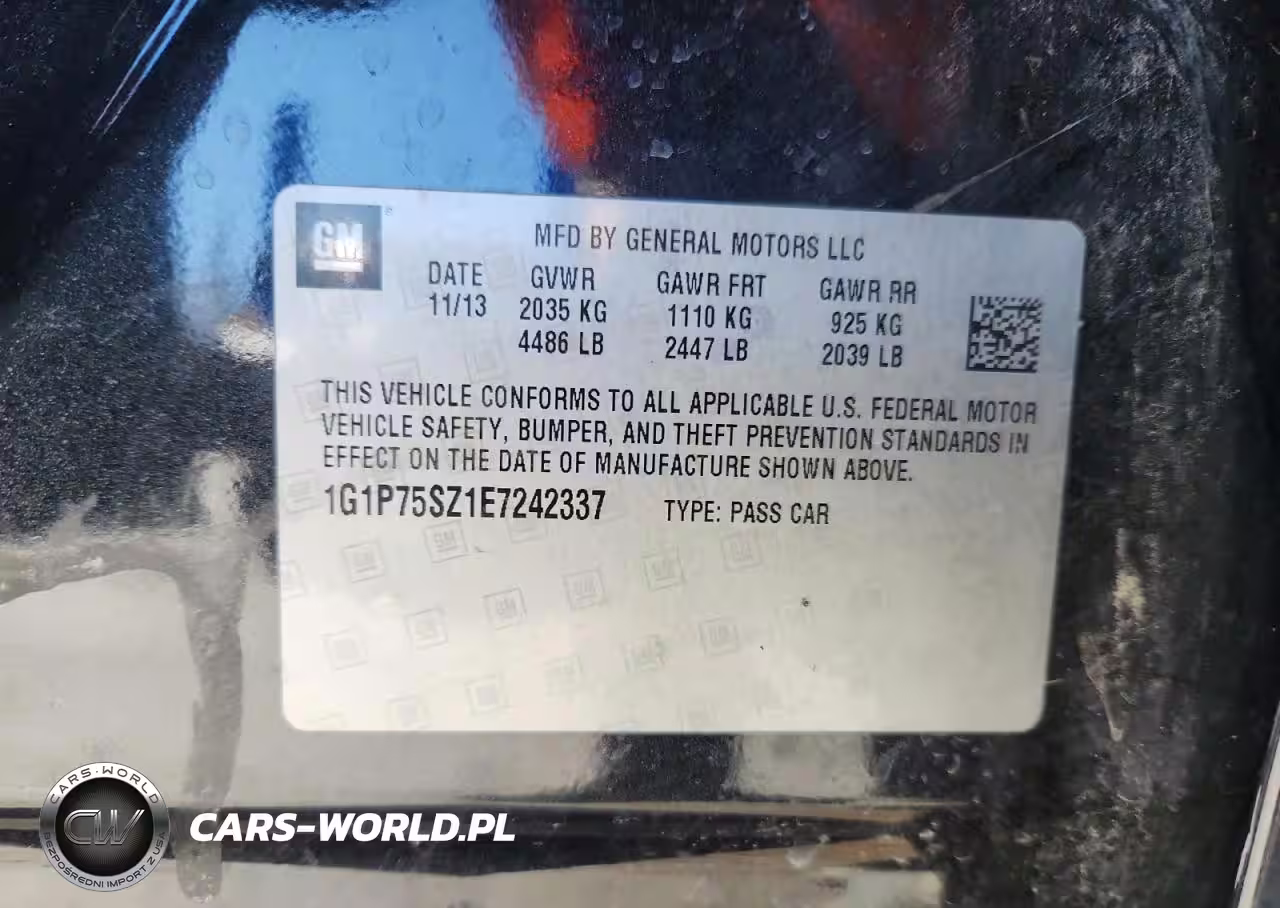 GM
MFD BY GENERAL MOTORS LLC
DATE GVWR GAWR FRT GAWR RR
11/13 2035 KG 1110 KG 925 KG
4486 LB 2447 LB 2039 LB
THIS VEHICLE CONFORMS TO ALL APPLICABLE U.S. FEDERAL MOTOR
VEHICLE SAFETY, BUMPER, AND THEFT PREVENTION STANDARDS IN
EFFECT ON THE DATE OF MANUFACTURE SHOWN ABOVE.
1G1P75SZ1E7242337 TYPE: PASS CAR
CARS-WORLD
CW
BEZPOŚREDNI IMPORT Z USA
CARS-WORLD.PL